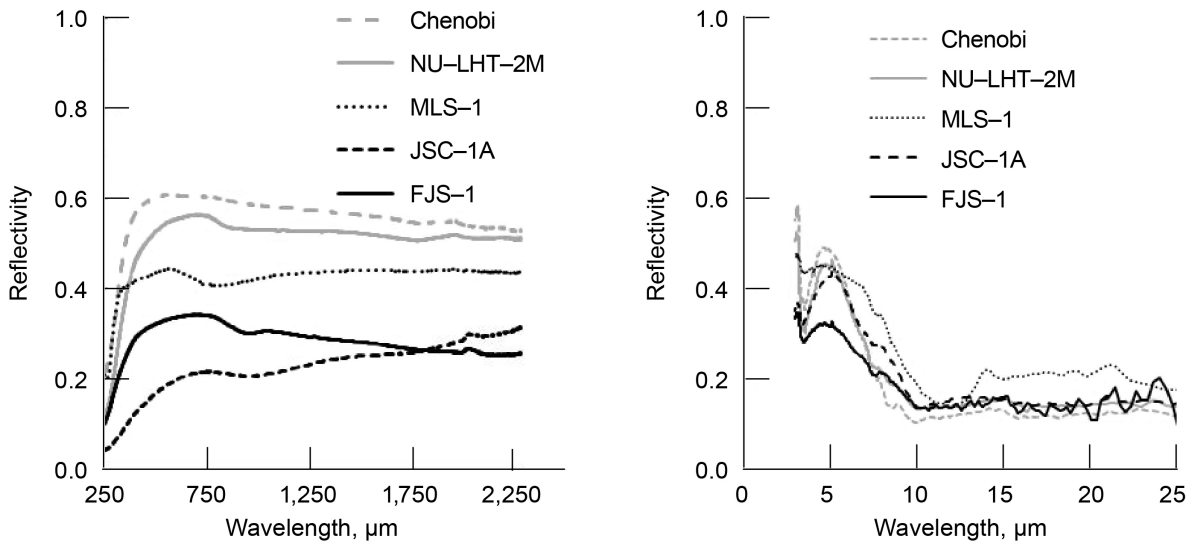 1.0
0.8
0.6
0.4
0.2
0.0
Reflectivity
250
750
1,250
1,750
2,250
Wavelength, μm
Chenobi
NU–LHT–2M
MLS–1
JSC–1A
FJS–1
1.0
0.8
0.6
0.4
0.2
0.0
Reflectivity
0
5
10
15
20
25
Wavelength, μm
Chenobi
NU–LHT–2M
MLS–1
JSC–1A
FJS–1